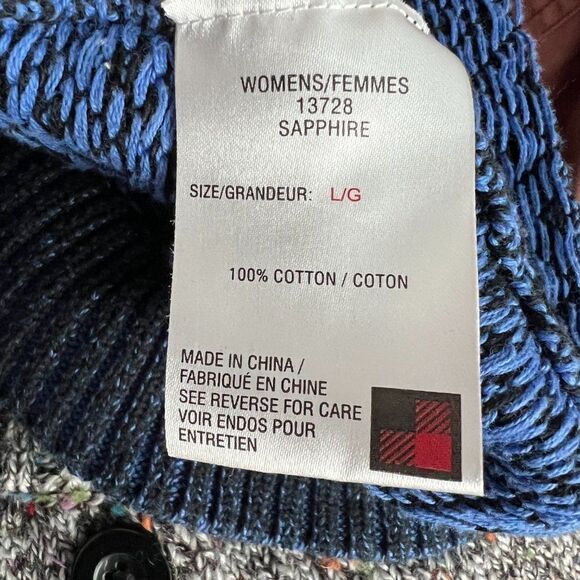 WOMENS/FEMMES
13728
SAPPHIRE
SIZE/GRANDEUR: L/G
100% COTTON / COTON
MADE IN CHINA /
FABRIQUÉ EN CHINE
SEE REVERSE FOR CARE
VOIR ENDOS POUR
ENTRETIEN